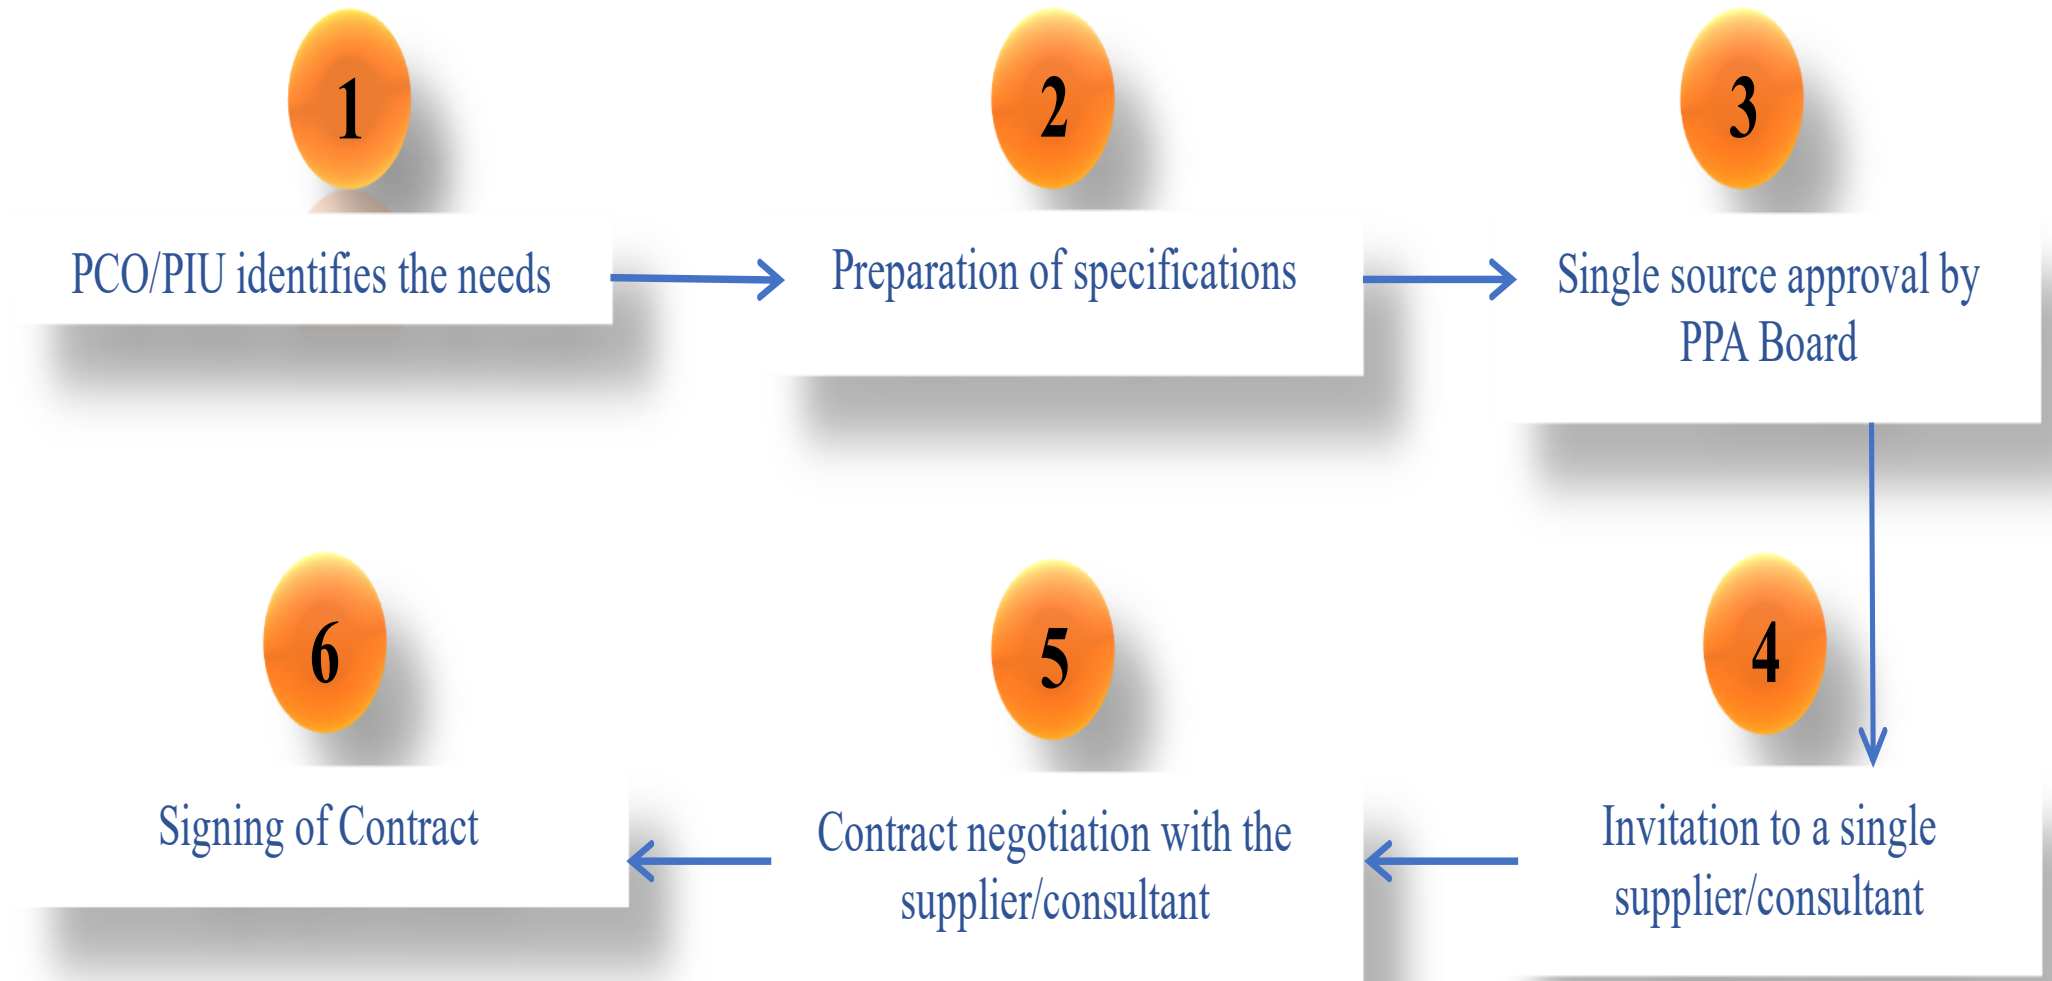 1
PCO/PIU identifies the needs
2
Preparation of specifications
3
Single source approval by
PPA Board
4
Invitation to a single
supplier/consultant
5
Contract negotiation with the
supplier/consultant
6
Signing of Contract